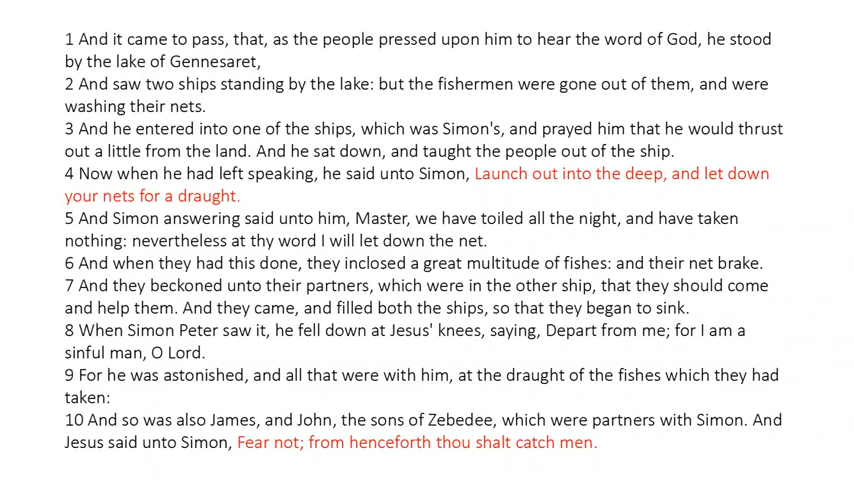 1 And it came to pass, that, as the people pressed upon him to hear the word of God, he stood
by the lake of Gennesaret,
2 And saw two ships standing by the lake: but the fishermen were gone out of them, and were
washing their nets.
3 And he entered into one of the ships, which was Simon's, and prayed him that he would thrust
out a little from the land. And he sat down, and taught the people out of the ship.
4 Now when he had left speaking, he said unto Simon, Launch out into the deep, and let down
your nets for a draught.
5 And Simon answering said unto him, Master, we have toiled all the night, and have taken
nothing: nevertheless at thy word I will let down the net.
6 And when they had this done, they inclosed a great multitude of fishes: and their net brake.
7 And they beckoned unto their partners, which were in the other ship, that they should come
and help them. And they came, and filled both the ships, so that they began to sink.
8 When Simon Peter saw it, he fell down at Jesus' knees, saying, Depart from me; for I am a
sinful man, O Lord.
9 For he was astonished, and all that were with him, at the draught of the fishes which they had
taken:
10 And so was also James, and John, the sons of Zebedee, which were partners with Simon. And
Jesus said unto Simon, Fear not; from henceforth thou shalt catch men.